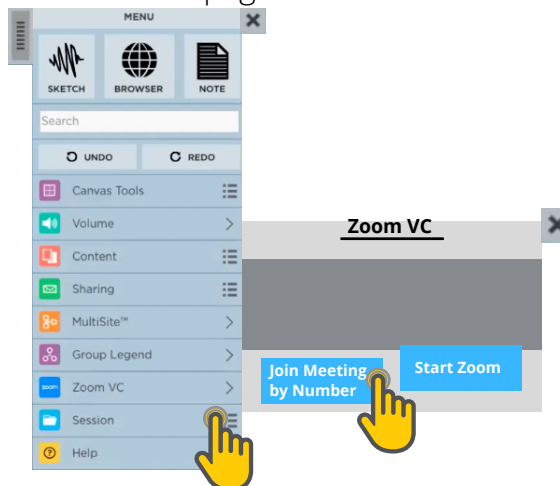 MENU
SKETCH
BROWSER
NOTE
Search
UNDO
REDO
Canvas Tools
Volume
Content
Sharing
MultiSite™
Group Legend
zoom
Zoom VC
Session
Help
Zoom VC
Join Meeting
by Number
Start Zoom